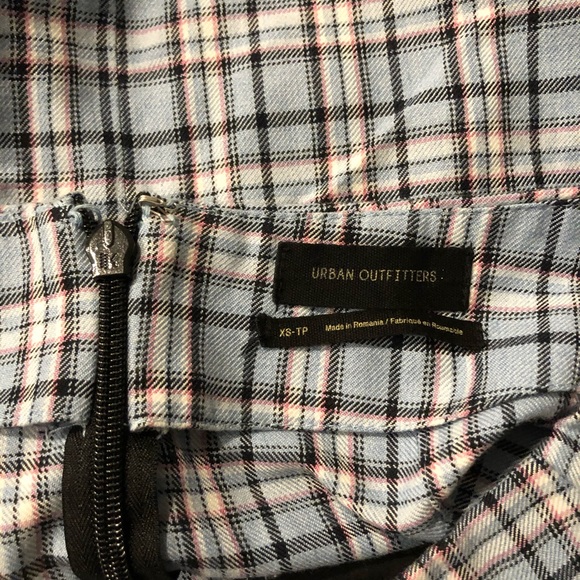 URBAN OUTFITTERS
XS-TP Made in Romania / Fabriqué en Roumanie